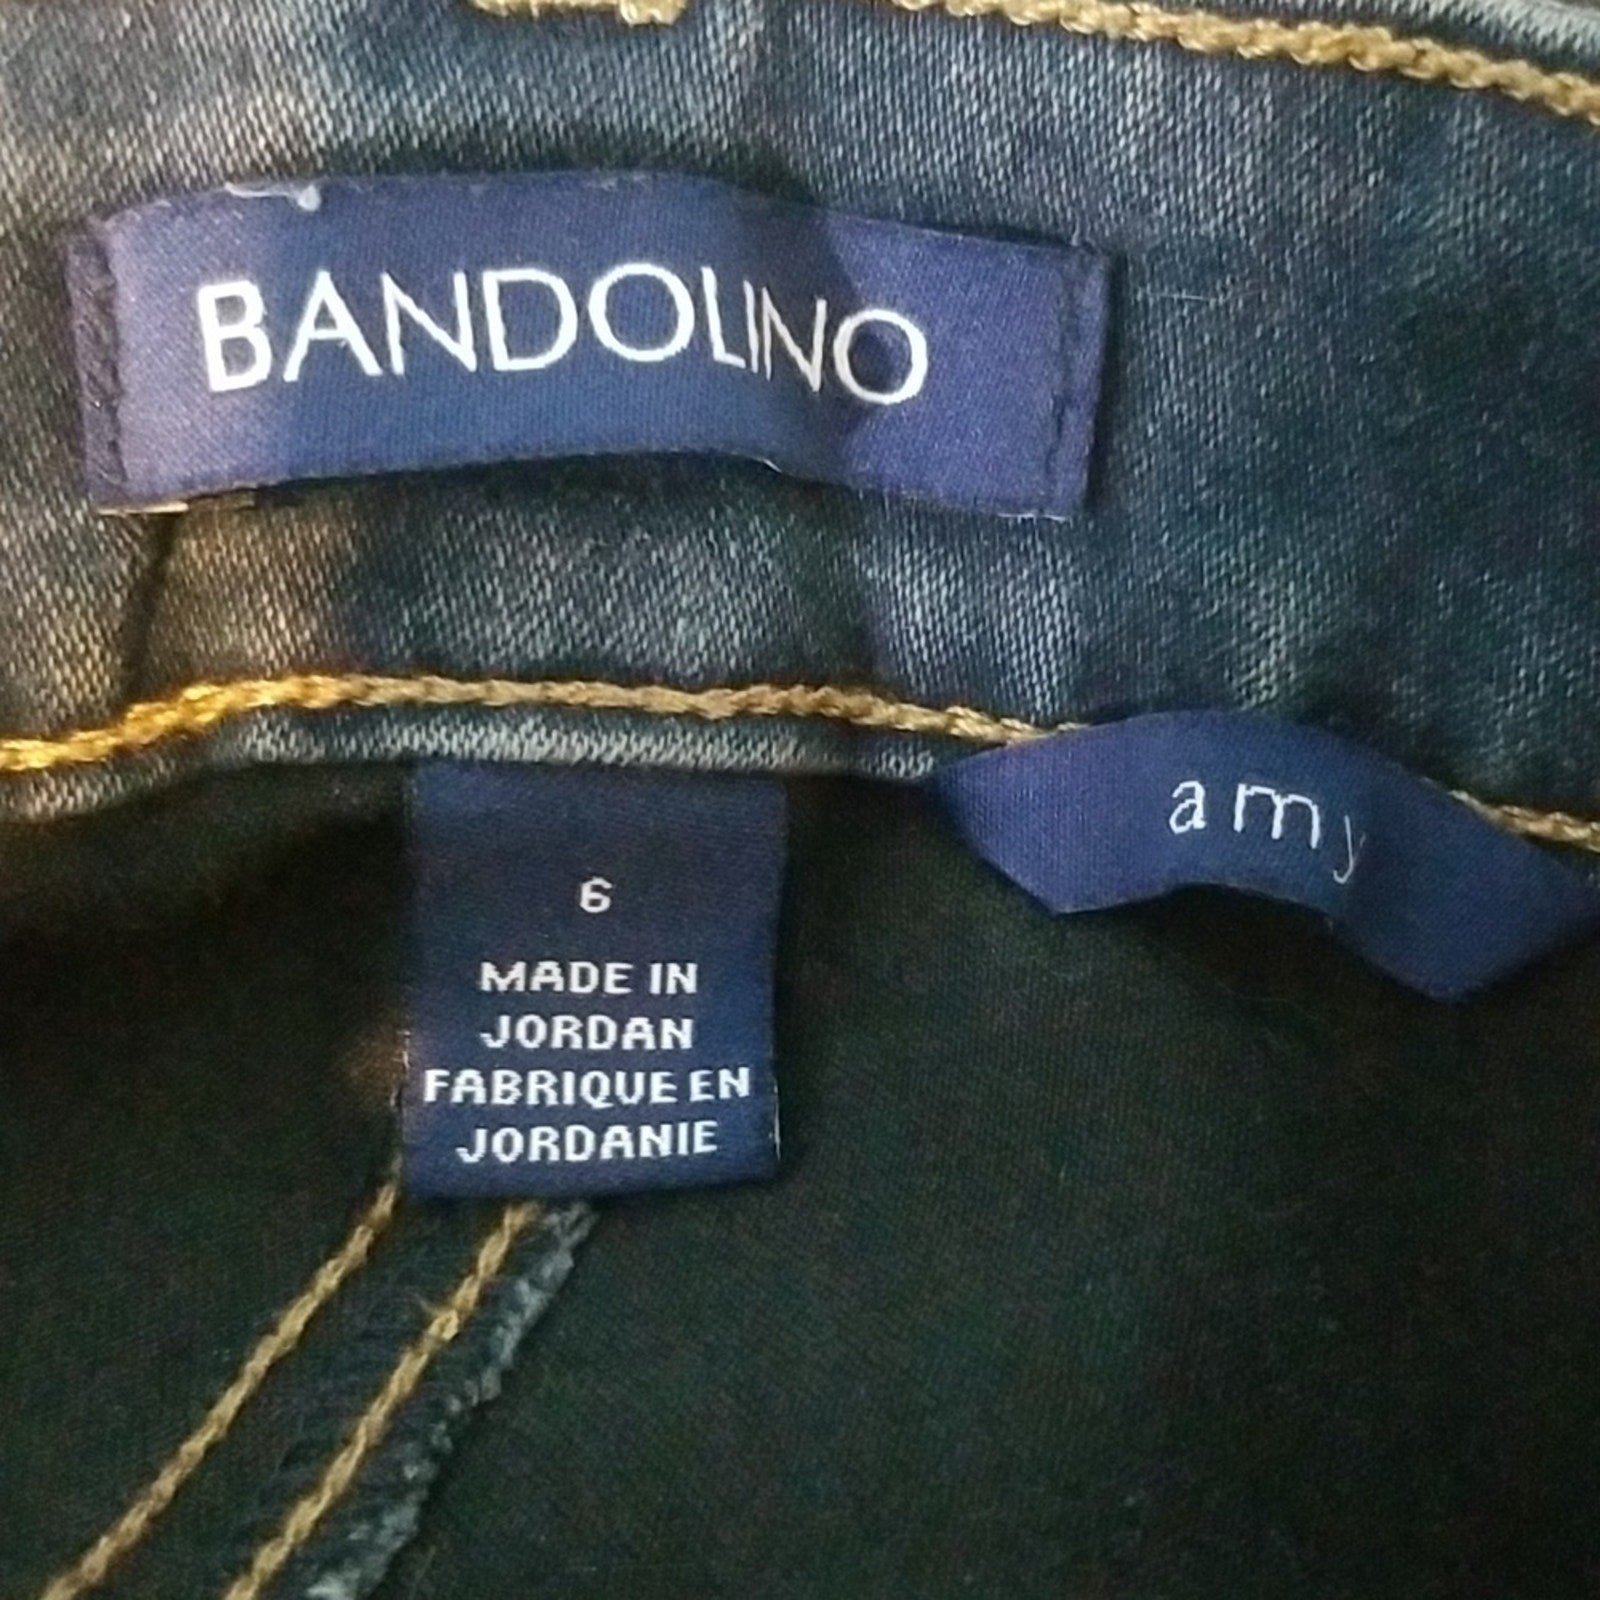 BANDOLINO
amy
6
MADE IN
JORDAN
FABRIQUE EN
JORDANIE